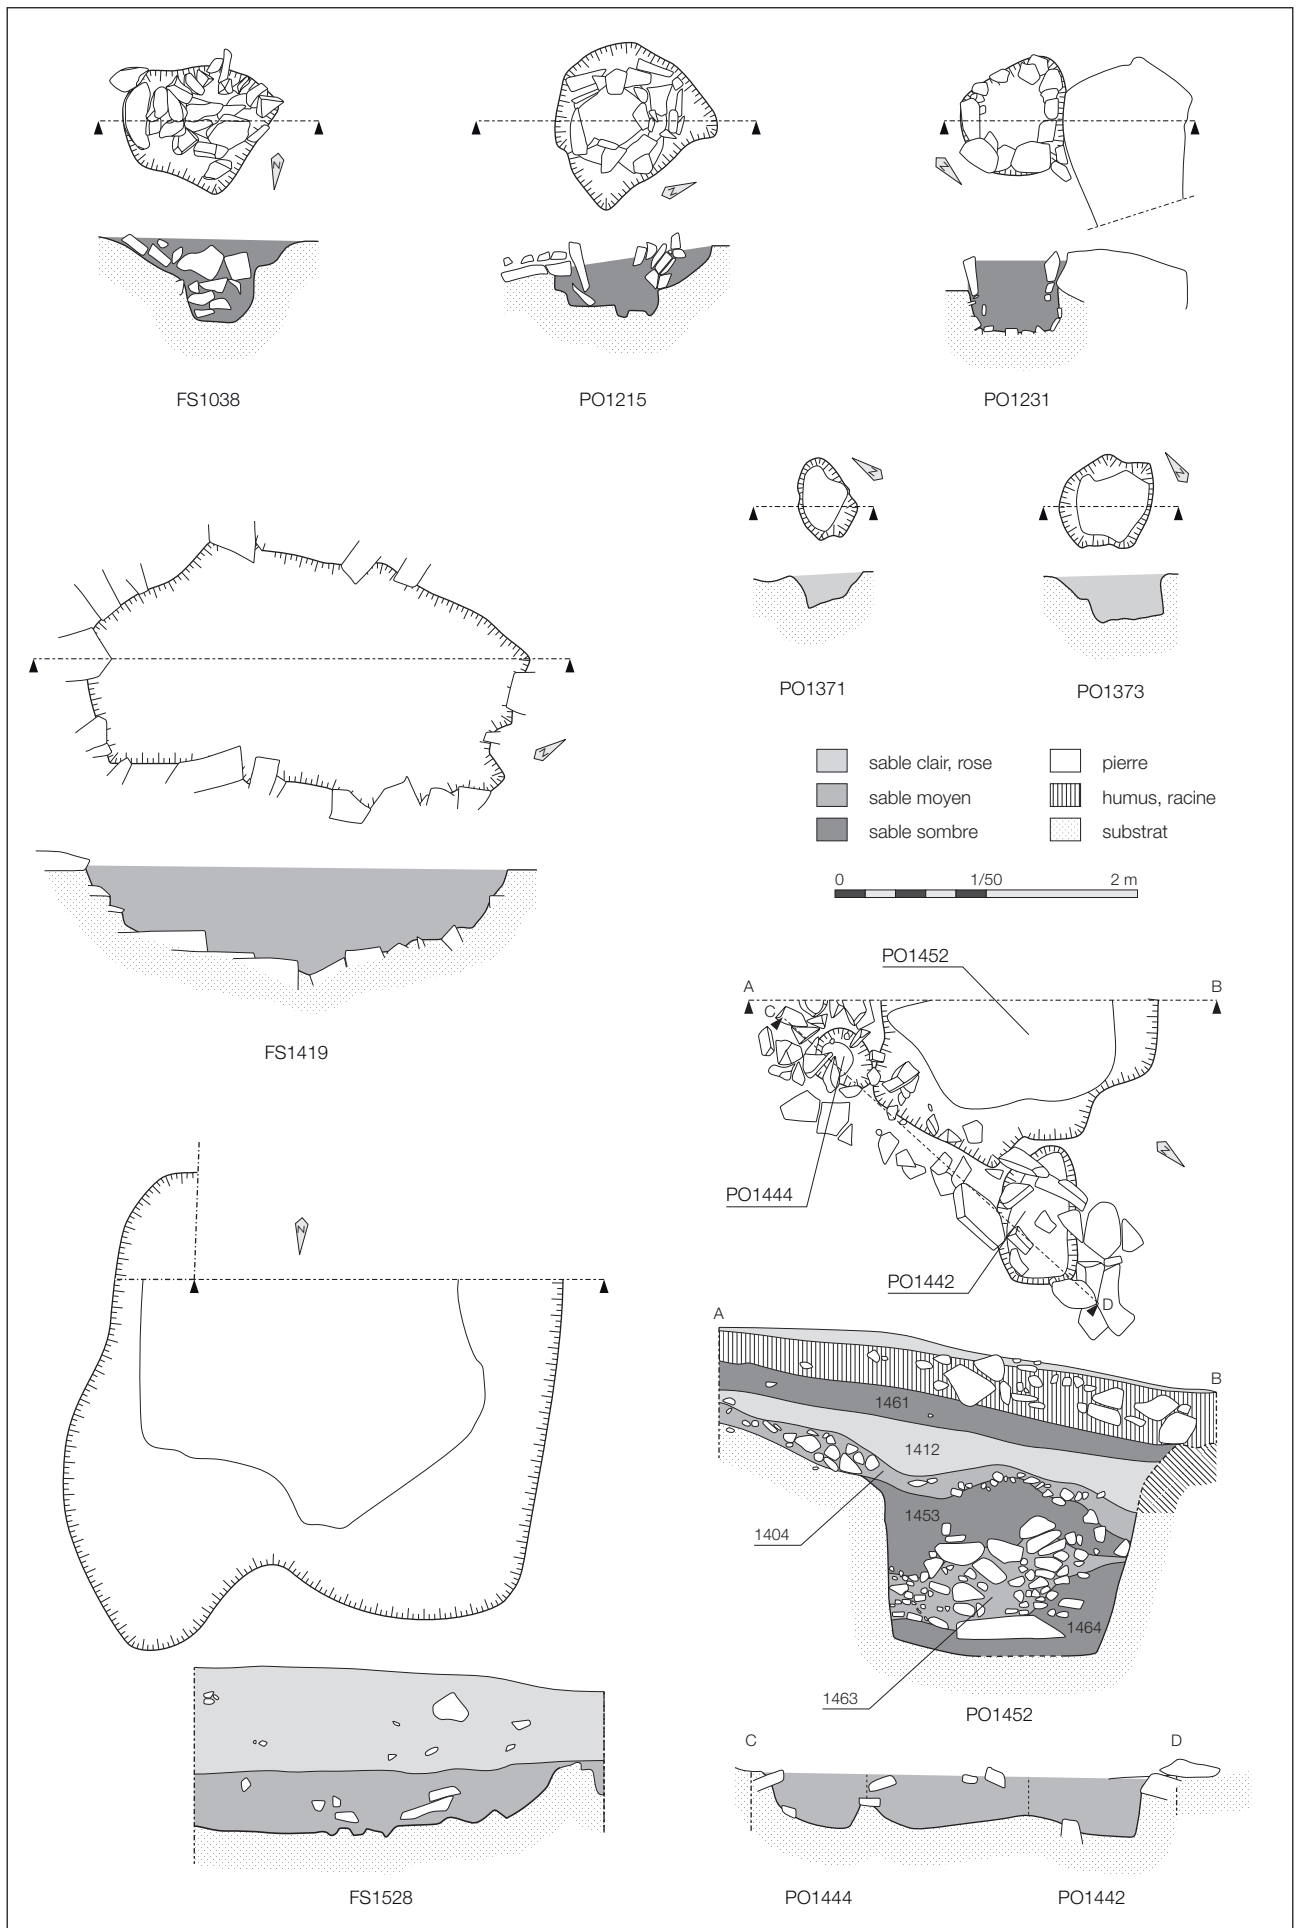 FS1038
PO1215
PO1231
N
N
N
N
N
PO1371
PO1373
N
sable clair, rose
pierre
sable moyen
humus, racine
sable sombre
substrat
0 1/50 2 m
FS1419
PO1452
A
B
C
N
PO1444
PO1442
D
N
A
B
1461
1412
1453
1404
1464
1463
PO1452
C
D
FS1528
PO1444
PO1442